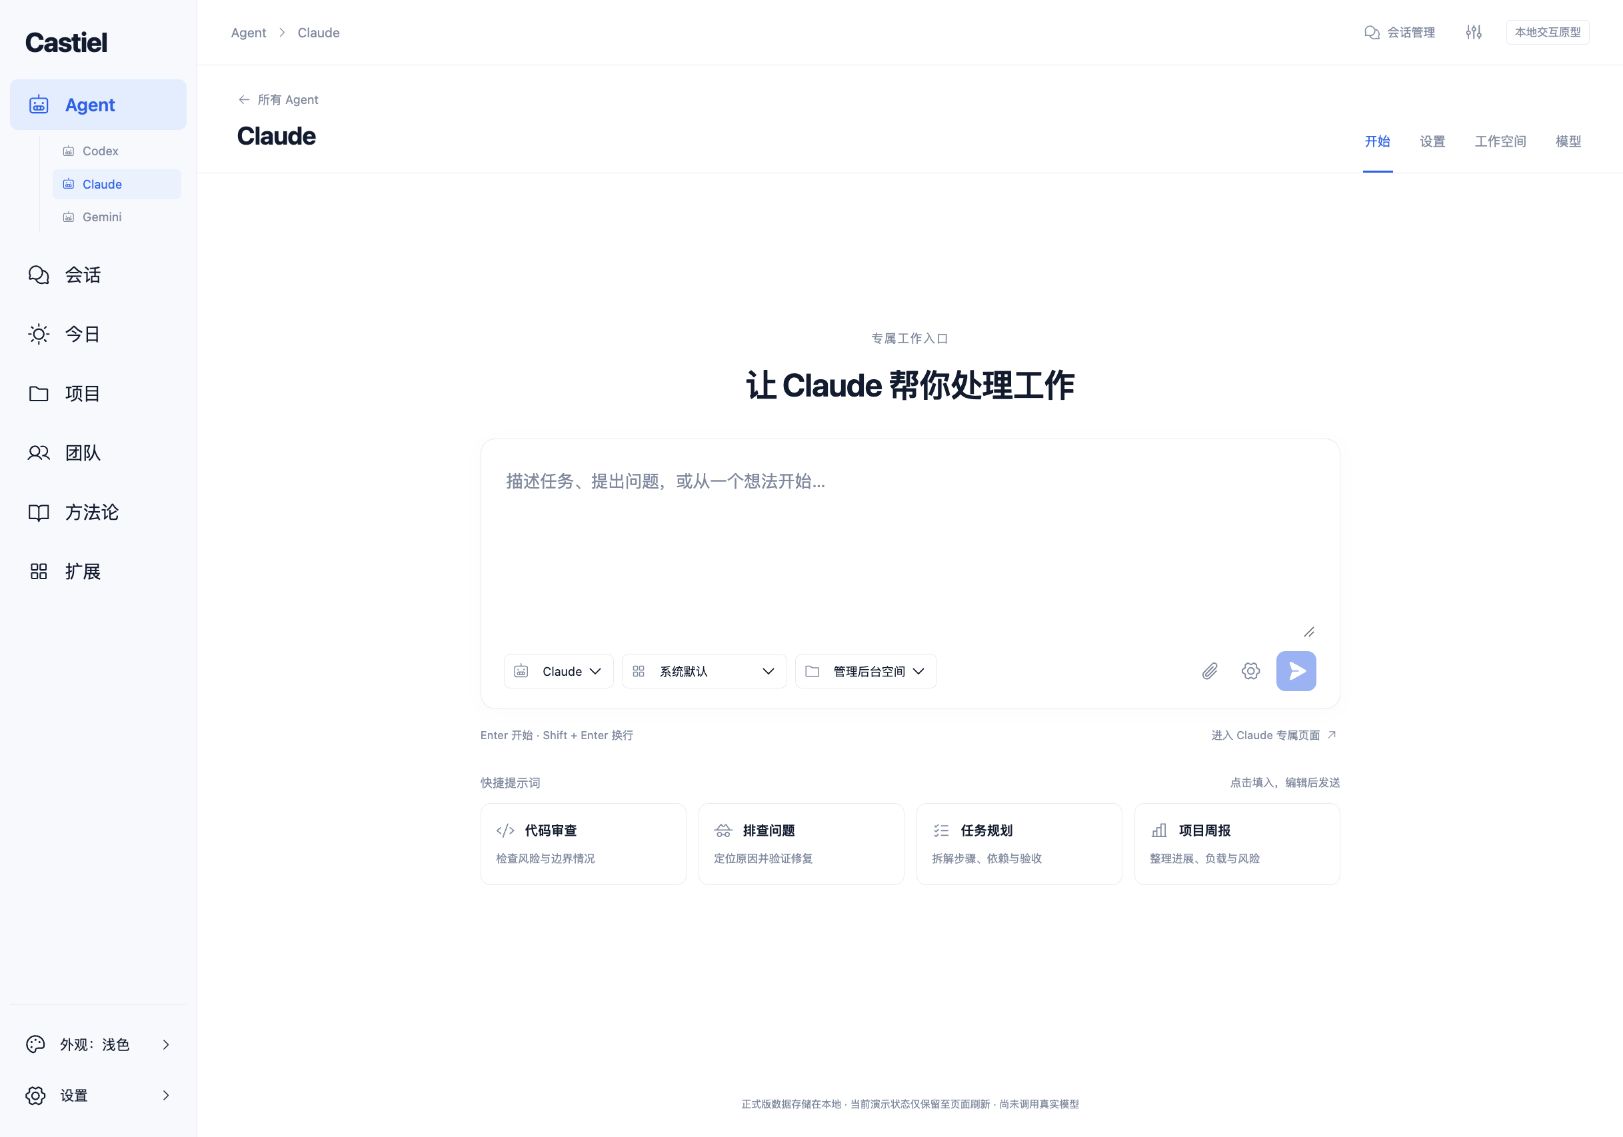 Castiel
Agent
Codex
Claude
Gemini
会话
今日
项目
团队
方法论
扩展
外观：浅色
设置
Agent > Claude
会话管理
本地交互原型
← 所有 Agent
Claude
开始
设置
工作空间
模型
专属工作入口
让 Claude 帮你处理工作
描述任务、提出问题，或从一个想法开始...
Claude
系统默认
管理后台空间
Enter 开始 · Shift + Enter 换行
进入 Claude 专属页面 ↗
快捷提示词
点击填入，编辑后发送
代码审查
检查风险与边界情况
排查问题
定位原因并验证修复
任务规划
拆解步骤、依赖与验收
项目周报
整理进展、负载与风险
正式版数据存储在本地 · 当前演示状态仅保留至页面刷新 · 尚未调用真实模型